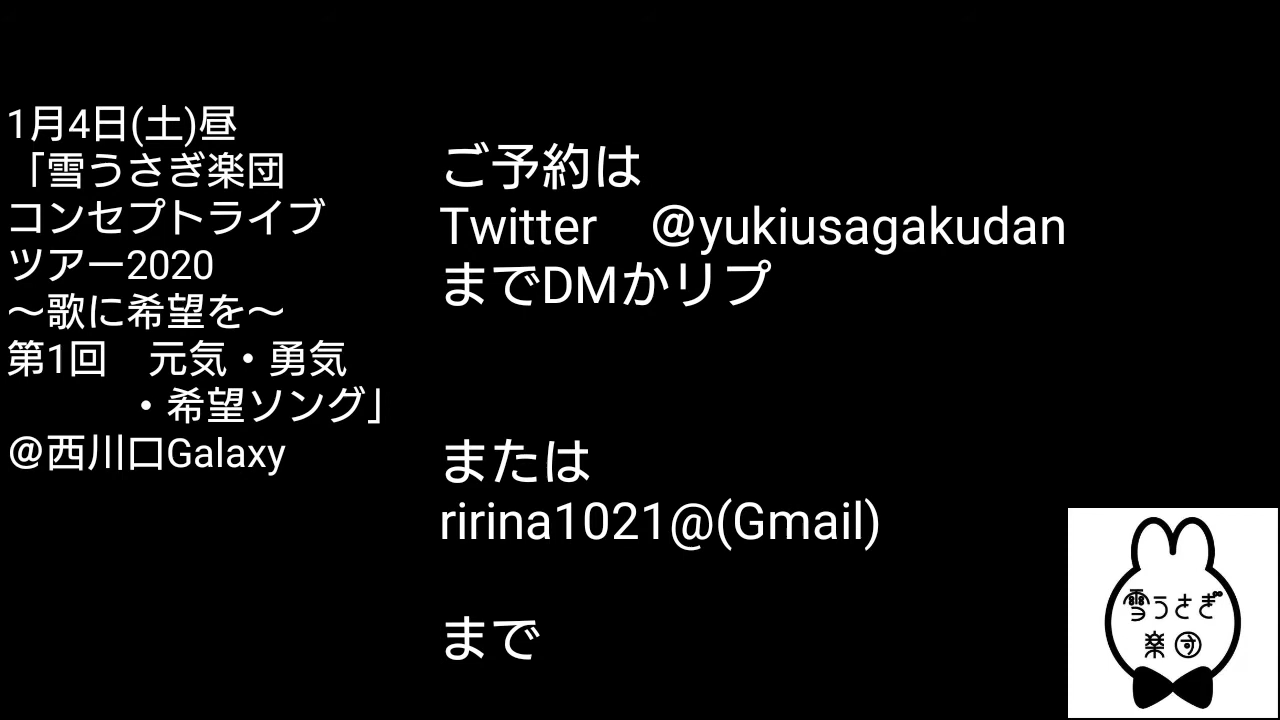 1月4日(土)昼
「雪うさぎ楽団
コンセプトライブ
ツアー2020
〜歌に希望を〜
第1回　元気・勇気
・希望ソング」
@西川口Galaxy
ご予約は
Twitter　@yukiusagakudan
までDMかリプ
または
ririna1021@(Gmail)
まで
雪うさぎ
楽団